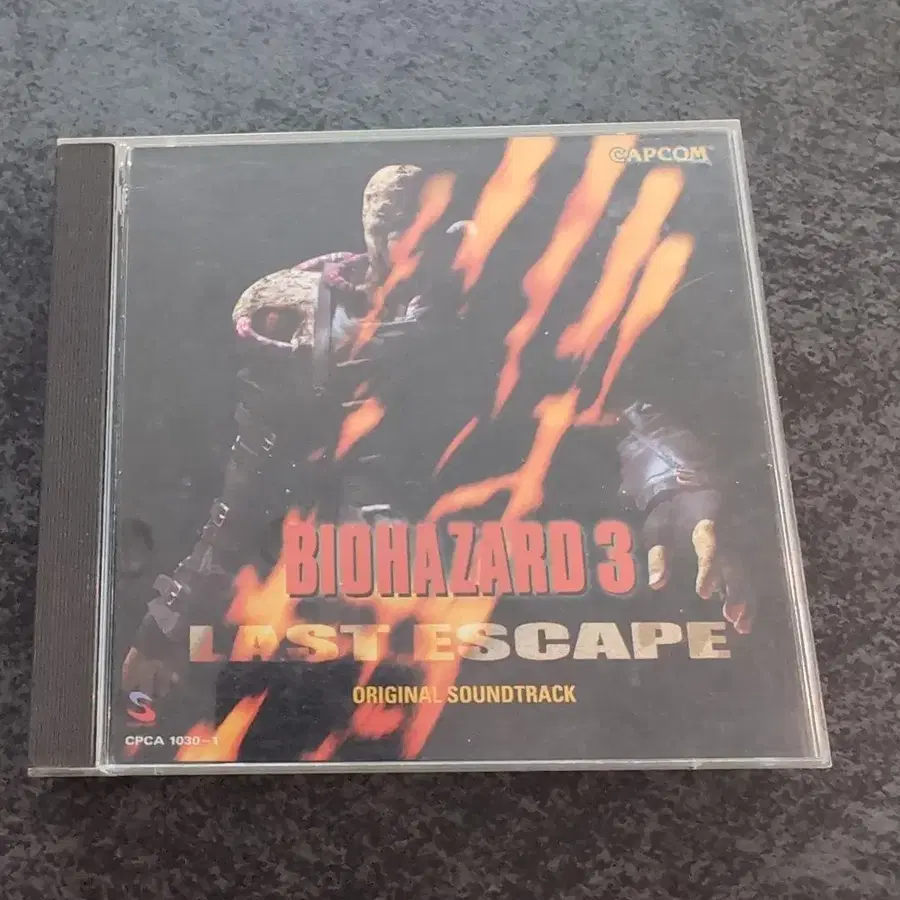 CAPCOM
BIOHAZARD 3
LAST ESCAPE
ORIGINAL SOUNDTRACK
CPCA 1030-1